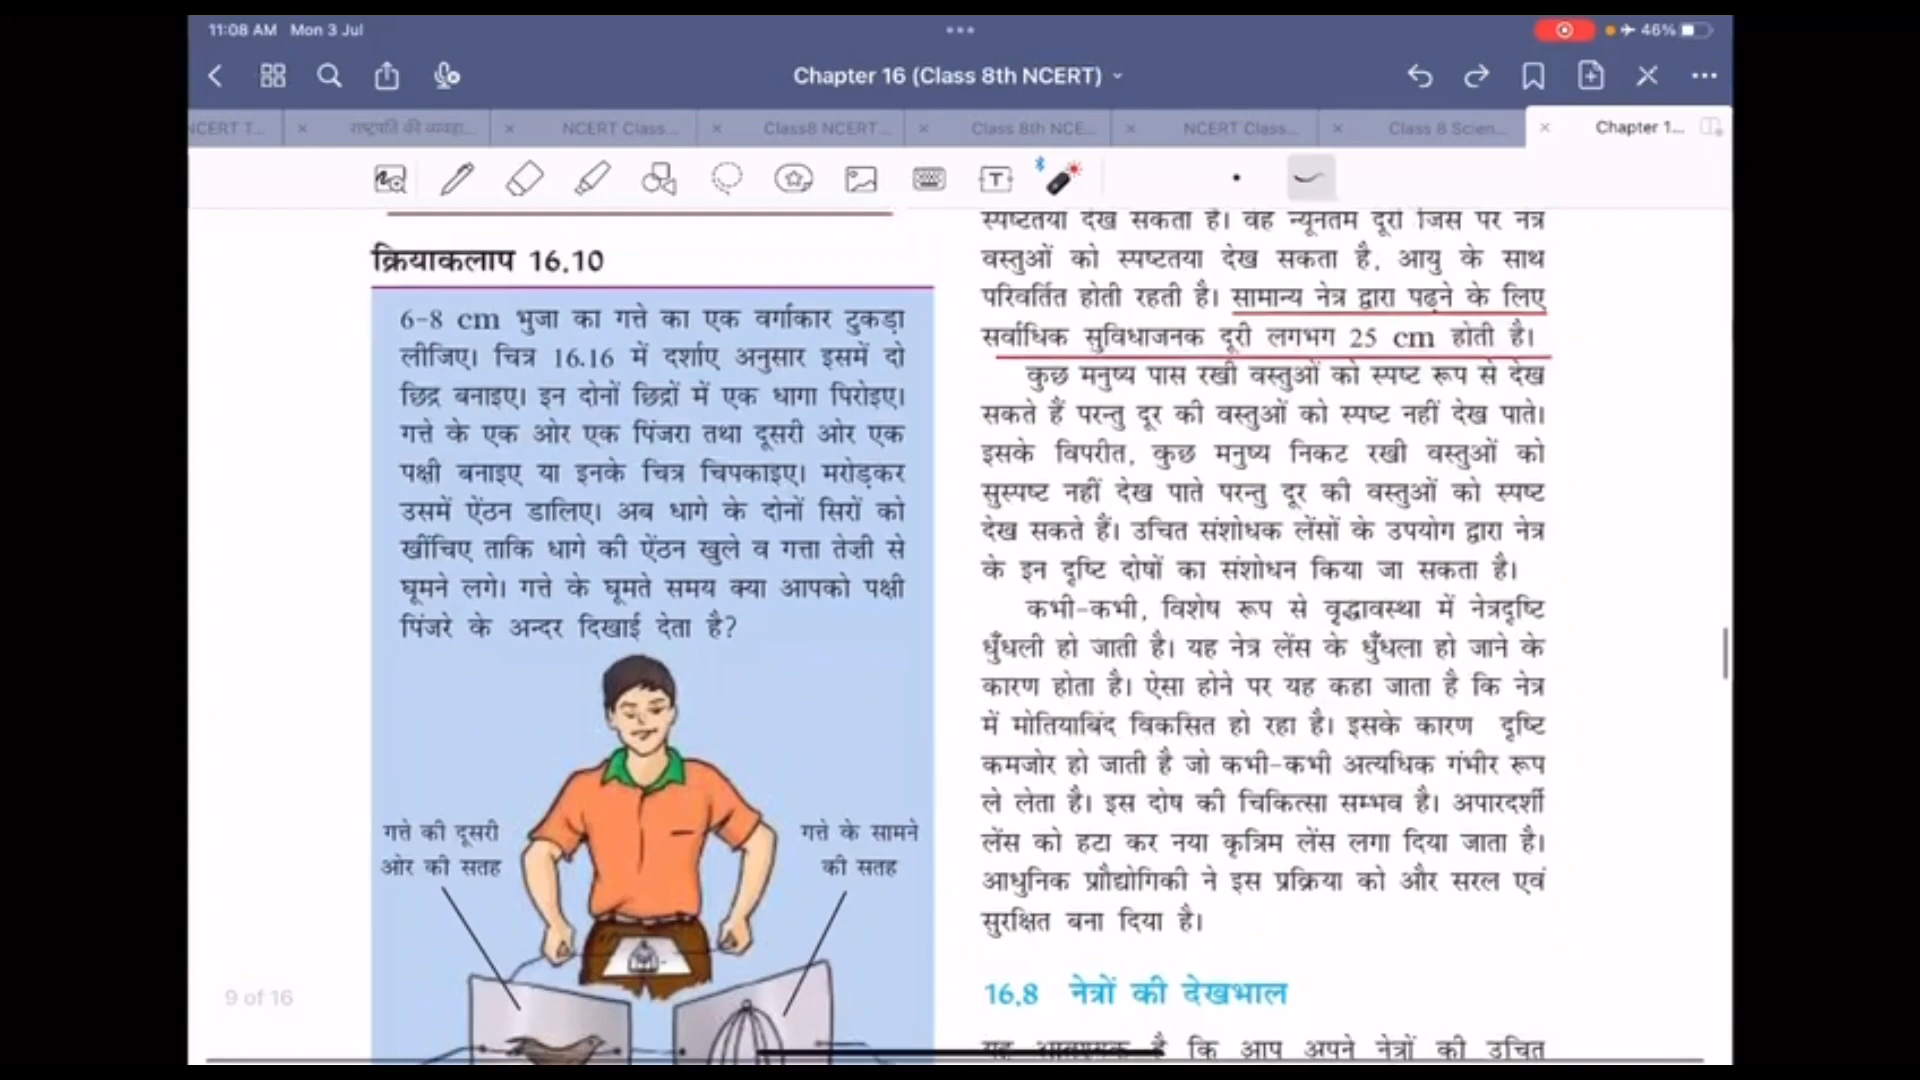 11:08 AM Mon 3 Jul
46%
Chapter 16 (Class 8th NCERT)
NCERT T...
राष्ट्रपति की व्यवहा...
NCERT Class...
Class8 NCERT...
Class 8th NCE...
NCERT Class...
Class 8 Scien...
Chapter 1...
क्रियाकलाप 16.10
6-8 cm भुजा का गत्ते का एक वर्गाकार टुकड़ा
लीजिए। चित्र 16.16 में दर्शाए अनुसार इसमें दो
छिद्र बनाइए। इन दोनों छिद्रों में एक धागा पिरोइए।
गत्ते के एक ओर एक पिंजरा तथा दूसरी ओर एक
पक्षी बनाइए या इनके चित्र चिपकाइए। मरोड़कर
उसमें ऐंठन डालिए। अब धागे के दोनों सिरों को
खींचिए ताकि धागे की ऐंठन खुले व गत्ता तेज़ी से
घूमने लगे। गत्ते के घूमते समय क्या आपको पक्षी
पिंजरे के अन्दर दिखाई देता है?
गत्ते की दूसरी
ओर की सतह
गत्ते के सामने
की सतह
9 of 16
स्पष्टतया देख सकता है। वह न्यूनतम दूरी जिस पर नेत्र
वस्तुओं को स्पष्टतया देख सकता है, आयु के साथ
परिवर्तित होती रहती है। सामान्य नेत्र द्वारा पढ़ने के लिए
सर्वाधिक सुविधाजनक दूरी लगभग 25 cm होती है।
कुछ मनुष्य पास रखी वस्तुओं को स्पष्ट रूप से देख
सकते हैं परन्तु दूर की वस्तुओं को स्पष्ट नहीं देख पाते।
इसके विपरीत, कुछ मनुष्य निकट रखी वस्तुओं को
सुस्पष्ट नहीं देख पाते परन्तु दूर की वस्तुओं को स्पष्ट
देख सकते हैं। उचित संशोधक लेंसों के उपयोग द्वारा नेत्र
के इन दृष्टि दोषों का संशोधन किया जा सकता है।
कभी-कभी, विशेष रूप से वृद्धावस्था में नेत्रदृष्टि
धुँधली हो जाती है। यह नेत्र लेंस के धुँधला हो जाने के
कारण होता है। ऐसा होने पर यह कहा जाता है कि नेत्र
में मोतियाबिंद विकसित हो रहा है। इसके कारण दृष्टि
कमजोर हो जाती है जो कभी-कभी अत्यधिक गंभीर रूप
ले लेता है। इस दोष की चिकित्सा सम्भव है। अपारदर्शी
लेंस को हटा कर नया कृत्रिम लेंस लगा दिया जाता है।
आधुनिक प्रौद्योगिकी ने इस प्रक्रिया को और सरल एवं
सुरक्षित बना दिया है।
16.8 नेत्रों की देखभाल
यह आवश्यक है कि आप अपने नेत्रों की उचित